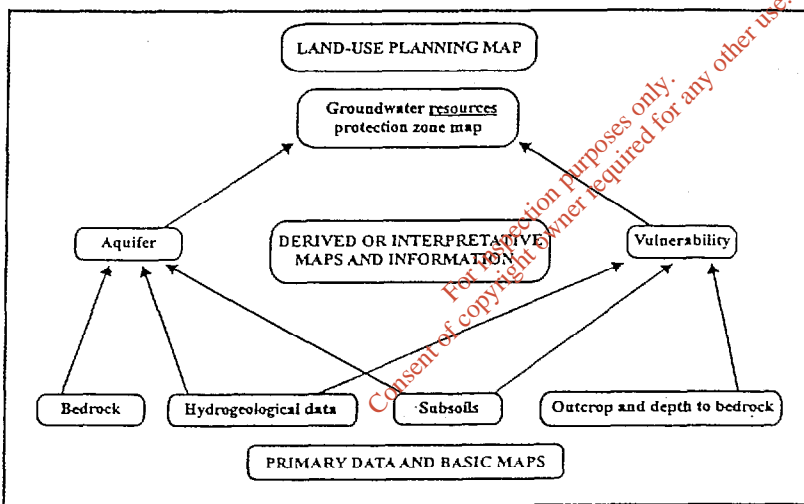 LAND-USE PLANNING MAP
Groundwater resources
protection zone map
Aquifer
DERIVED OR INTERPRETATIVE
MAPS AND INFORMATION
Vulnerability
Bedrock
Hydrogeological data
Subsoils
Outcrop and depth to bedrock
PRIMARY DATA AND BASIC MAPS
For inspection purposes only.
Consent of copyright owner required for any other use.